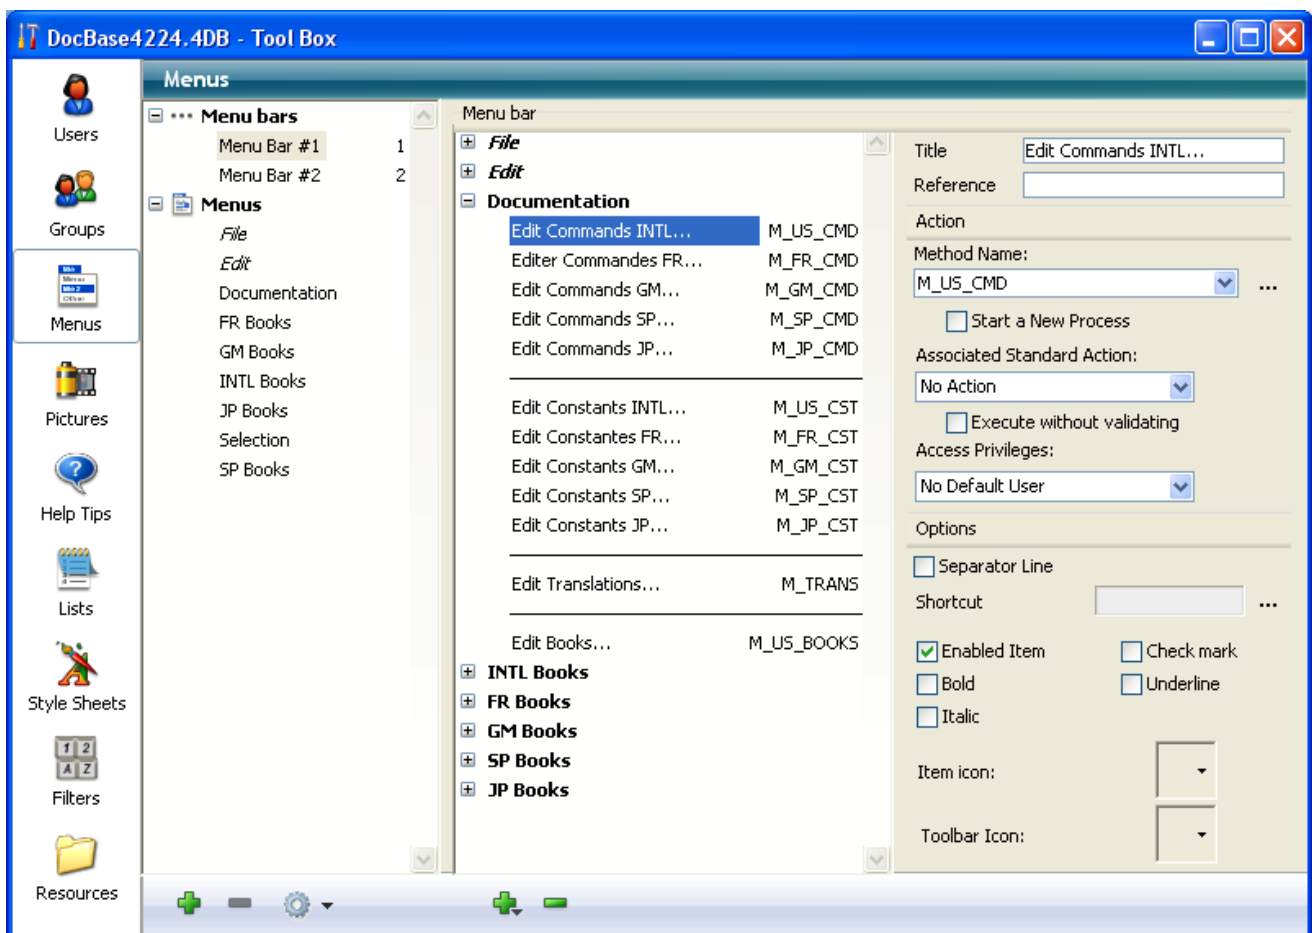 DocBase4224.4DB - Tool Box
Users
Groups
Menus
Pictures
Help Tips
Lists
Style Sheets
Filters
Resources
Menus
Menu bars
Menu Bar #1 1
Menu Bar #2 2
Menus
File
Edit
Documentation
FR Books
GM Books
INTL Books
JP Books
Selection
SP Books
Menu bar
File
Edit
Documentation
Edit Commands INTL... M_US_CMD
Editer Commandes FR... M_FR_CMD
Edit Commands GM... M_GM_CMD
Edit Commands SP... M_SP_CMD
Edit Commands JP... M_JP_CMD
Edit Constants INTL... M_US_CST
Edit Constantes FR... M_FR_CST
Edit Constants GM... M_GM_CST
Edit Constants SP... M_SP_CST
Edit Constants JP... M_JP_CST
Edit Translations... M_TRANS
Edit Books... M_US_BOOKS
INTL Books
FR Books
GM Books
SP Books
JP Books
Title Edit Commands INTL...
Reference
Action
Method Name:
M_US_CMD ...
Start a New Process
Associated Standard Action:
No Action
Execute without validating
Access Privileges:
No Default User
Options
Separator Line
Shortcut ...
Enabled Item Check mark
Bold Underline
Italic
Item icon:
Toolbar Icon: